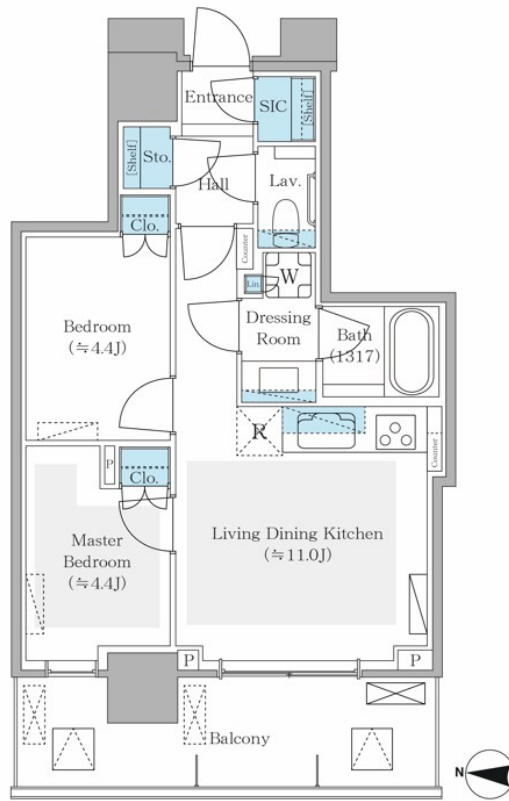 Entrance
SIC
[Shelf]
[Shelf]
Sto.
Hall
Lav.
Clo.
Counter
Lin.
W
Bedroom
(≒4.4J)
Dressing
Room
Bath
(1317)
R
Counter
P
Clo.
Master
Bedroom
(≒4.4J)
Living Dining Kitchen
(≒11.0J)
P
P
Balcony
N